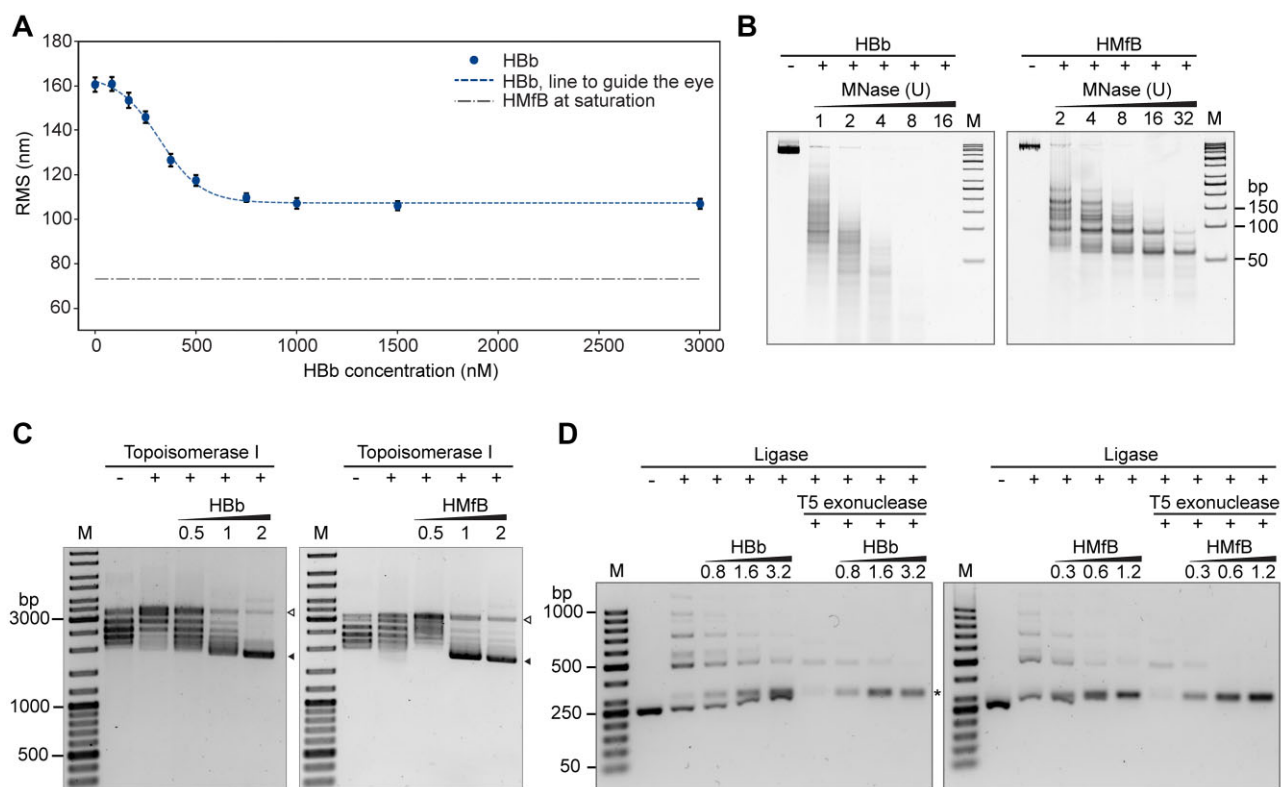 A
180
160
140
120
100
80
60
RMS (nm)
HBb
HBb, line to guide the eye
HMfB at saturation
0 500 1000 1500 2000 2500 3000
HBb concentration (nM)
B
HBb
- + + + + +
MNase (U)
1 2 4 8 16 M
HMfB
- + + + + +
MNase (U)
2 4 8 16 32 M
bp
150
100
50
C
Topoisomerase I
- + + + +
HBb
M 0.5 1 2
bp
3000
1000
500
Topoisomerase I
- + + + +
HMfB
M 0.5 1 2
D
Ligase
- + + + + + + + +
T5 exonuclease
+ + + +
HBb HBb
M 0.8 1.6 3.2 0.8 1.6 3.2
bp
1000
500
250
50
*
Ligase
- + + + + + + + +
T5 exonuclease
+ + + +
HMfB HMfB
M 0.3 0.6 1.2 0.3 0.6 1.2